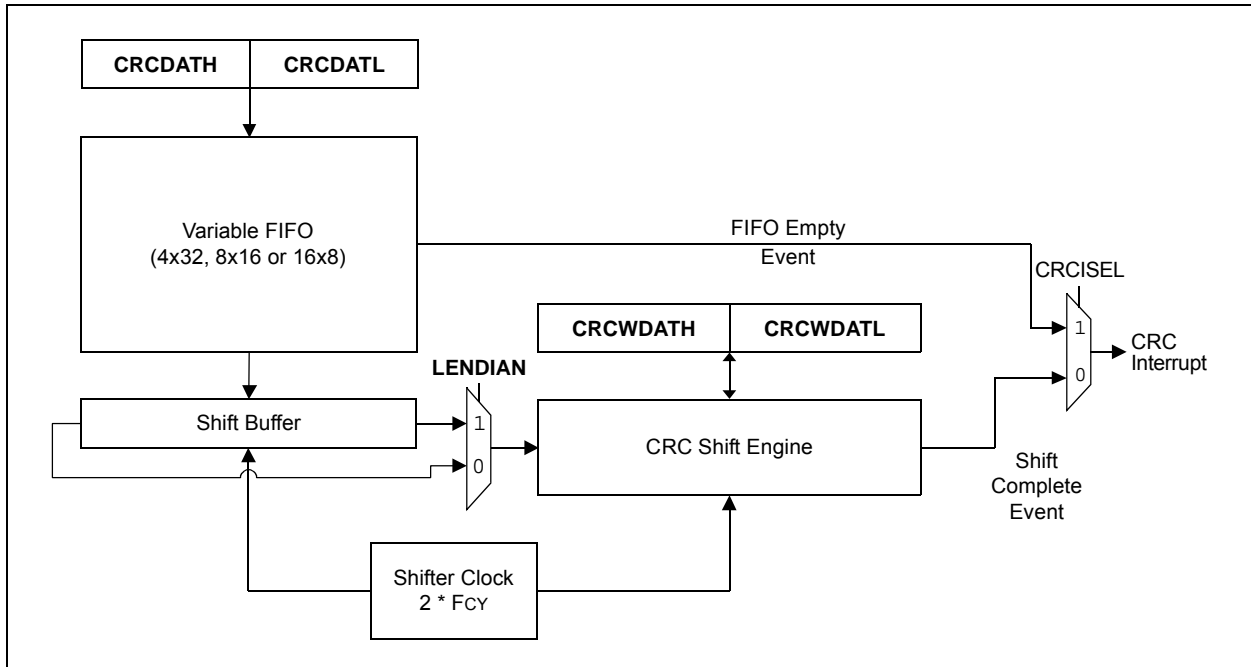 CRCDATH CRCDATL
Variable FIFO
(4x32, 8x16 or 16x8)
FIFO Empty
Event
CRCISEL
1
0
CRC
Interrupt
CRCWDATH CRCWDATL
LENDIAN
1
0
Shift Buffer
CRC Shift Engine
Shift
Complete
Event
Shifter Clock
2 * FCY